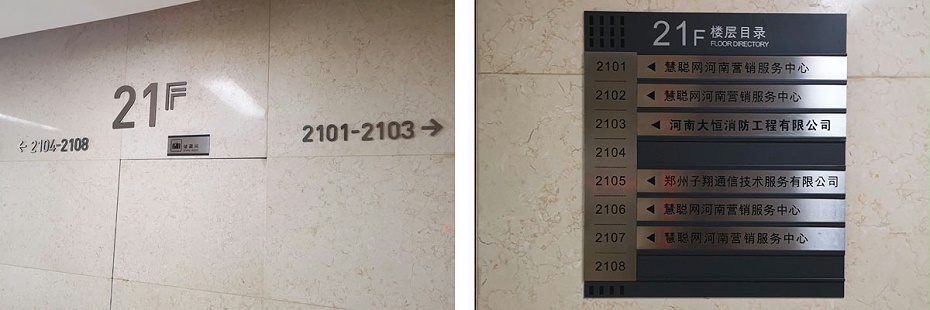 21F
← 2104-2108
2101-2103 →
21F 楼层目录
FLOOR DIRECTORY
2101 ◀ 慧聪网河南营销服务中心
2102 ◀ 慧聪网河南营销服务中心
2103 ◀ 河南大恒消防工程有限公司
2104
2105 ◀ 郑州子翔通信技术服务有限公司
2106 ◀ 慧聪网河南营销服务中心
2107 ◀ 慧聪网河南营销服务中心
2108